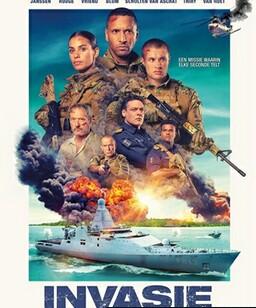 JANSSEN ROUGE VRIEND BLOM SCHOLTEN VAN ASCHAT THIRY VAN HUET
EEN MISSIE WAARIN
ELKE SECONDE TELT
INVASIE